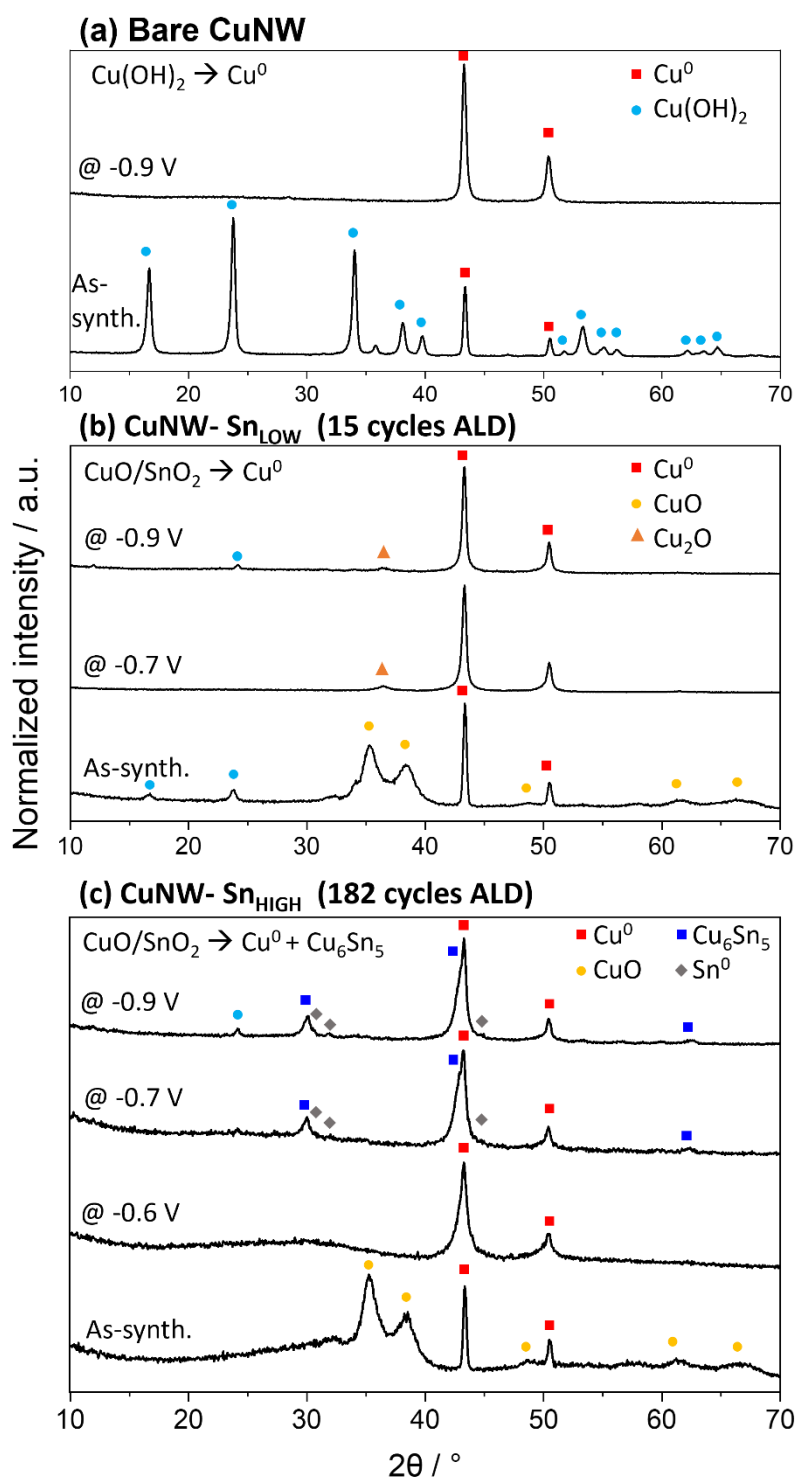 (a) Bare CuNW
Cu(OH)₂ → Cu⁰
Cu⁰
Cu(OH)₂
@ -0.9 V
As-
synth.
10 20 30 40 50 60 70
(b) CuNW- Sn_LOW (15 cycles ALD)
CuO/SnO₂ → Cu⁰
Cu⁰
CuO
Cu₂O
@ -0.9 V
@ -0.7 V
As-synth.
10 20 30 40 50 60 70
(c) CuNW- Sn_HIGH (182 cycles ALD)
CuO/SnO₂ → Cu⁰ + Cu₆Sn₅
Cu⁰ Cu₆Sn₅
CuO Sn⁰
@ -0.9 V
@ -0.7 V
@ -0.6 V
As-synth.
10 20 30 40 50 60 70
2θ / °
Normalized intensity / a.u.